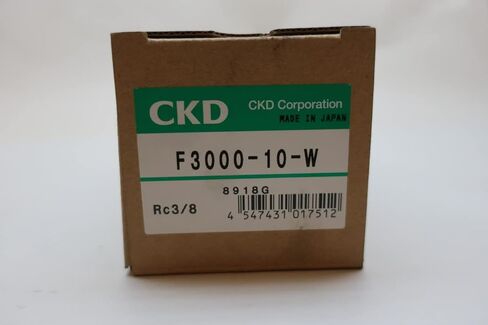 CKD
CKD Corporation
MADE IN JAPAN
F3000-10-W
8918G
Rc3/8
4 547431 017512